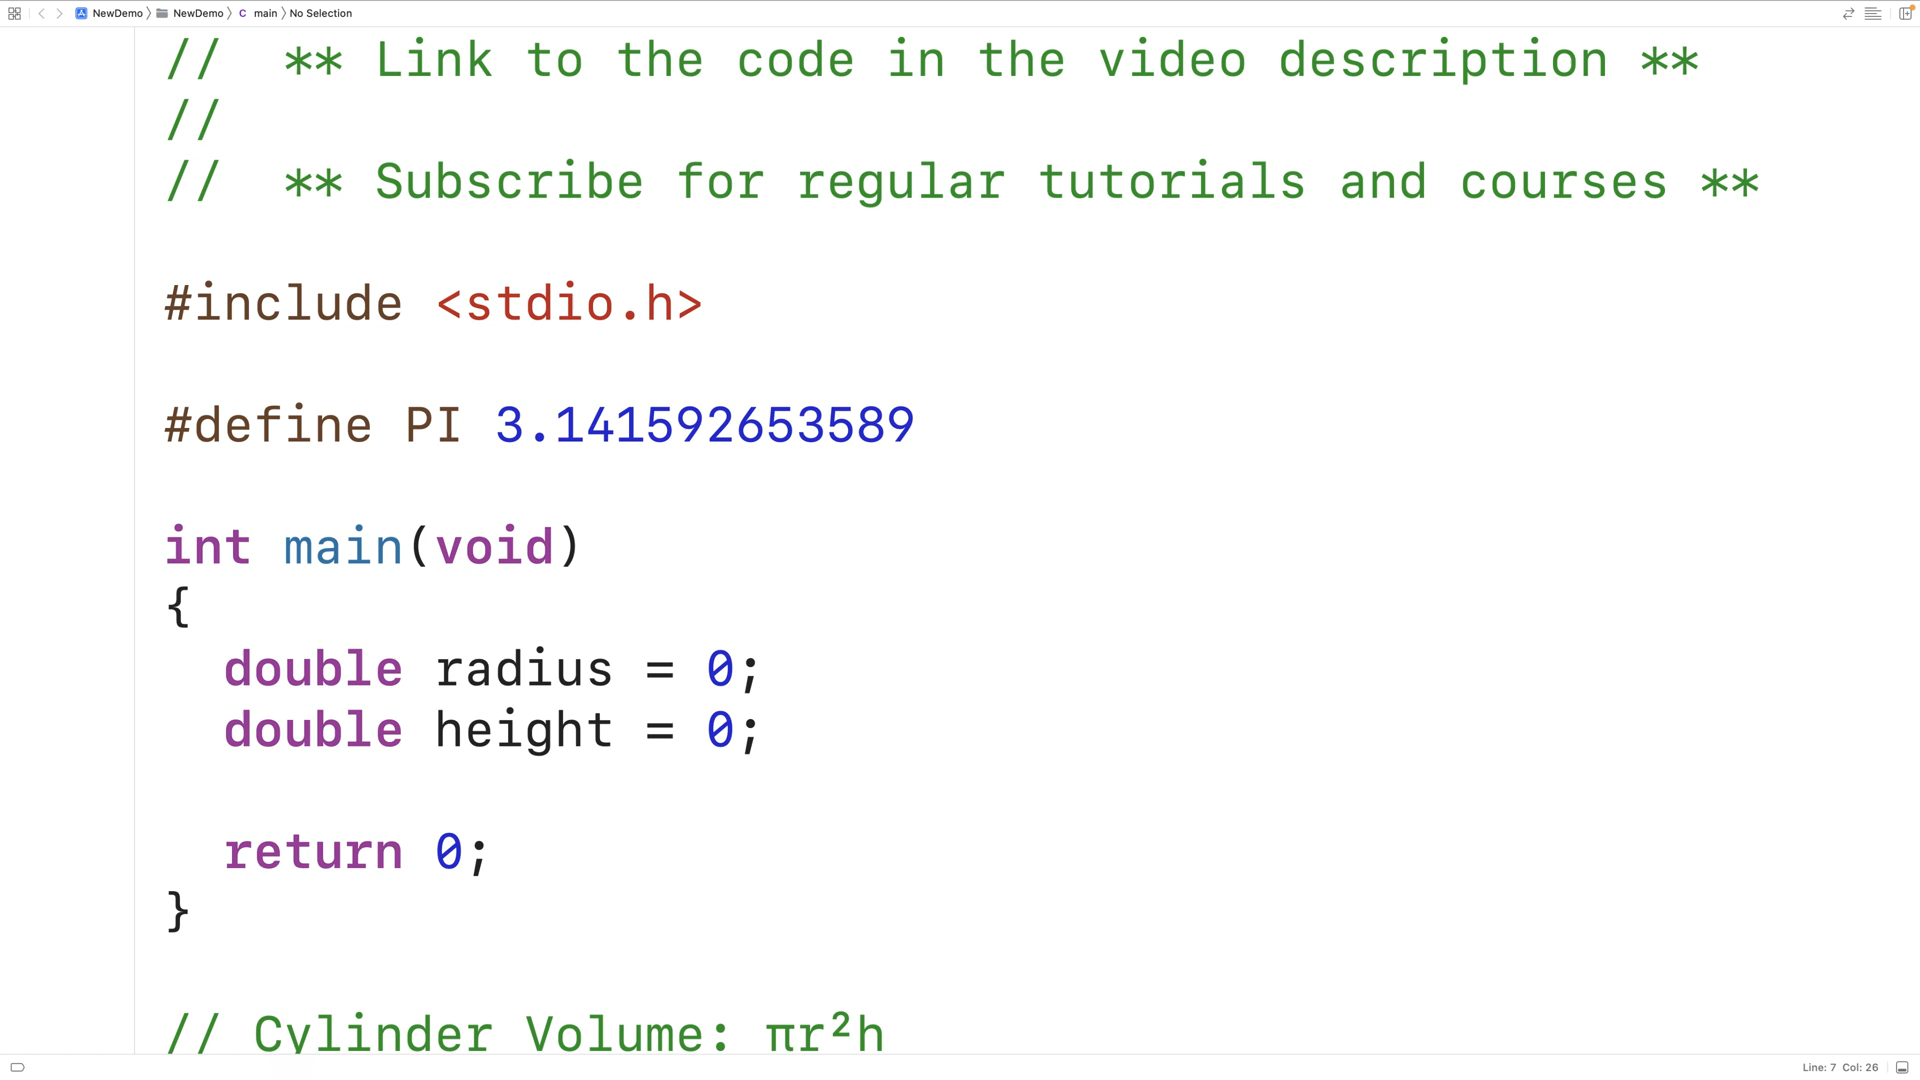 NewDemo 〉 NewDemo 〉 C main 〉 No Selection
//  ** Link to the code in the video description **
//
//  ** Subscribe for regular tutorials and courses **
#include <stdio.h>
#define PI 3.141592653589
int main(void)
{
  double radius = 0;
  double height = 0;
  return 0;
}
// Cylinder Volume: πr²h
Line: 7 Col: 26